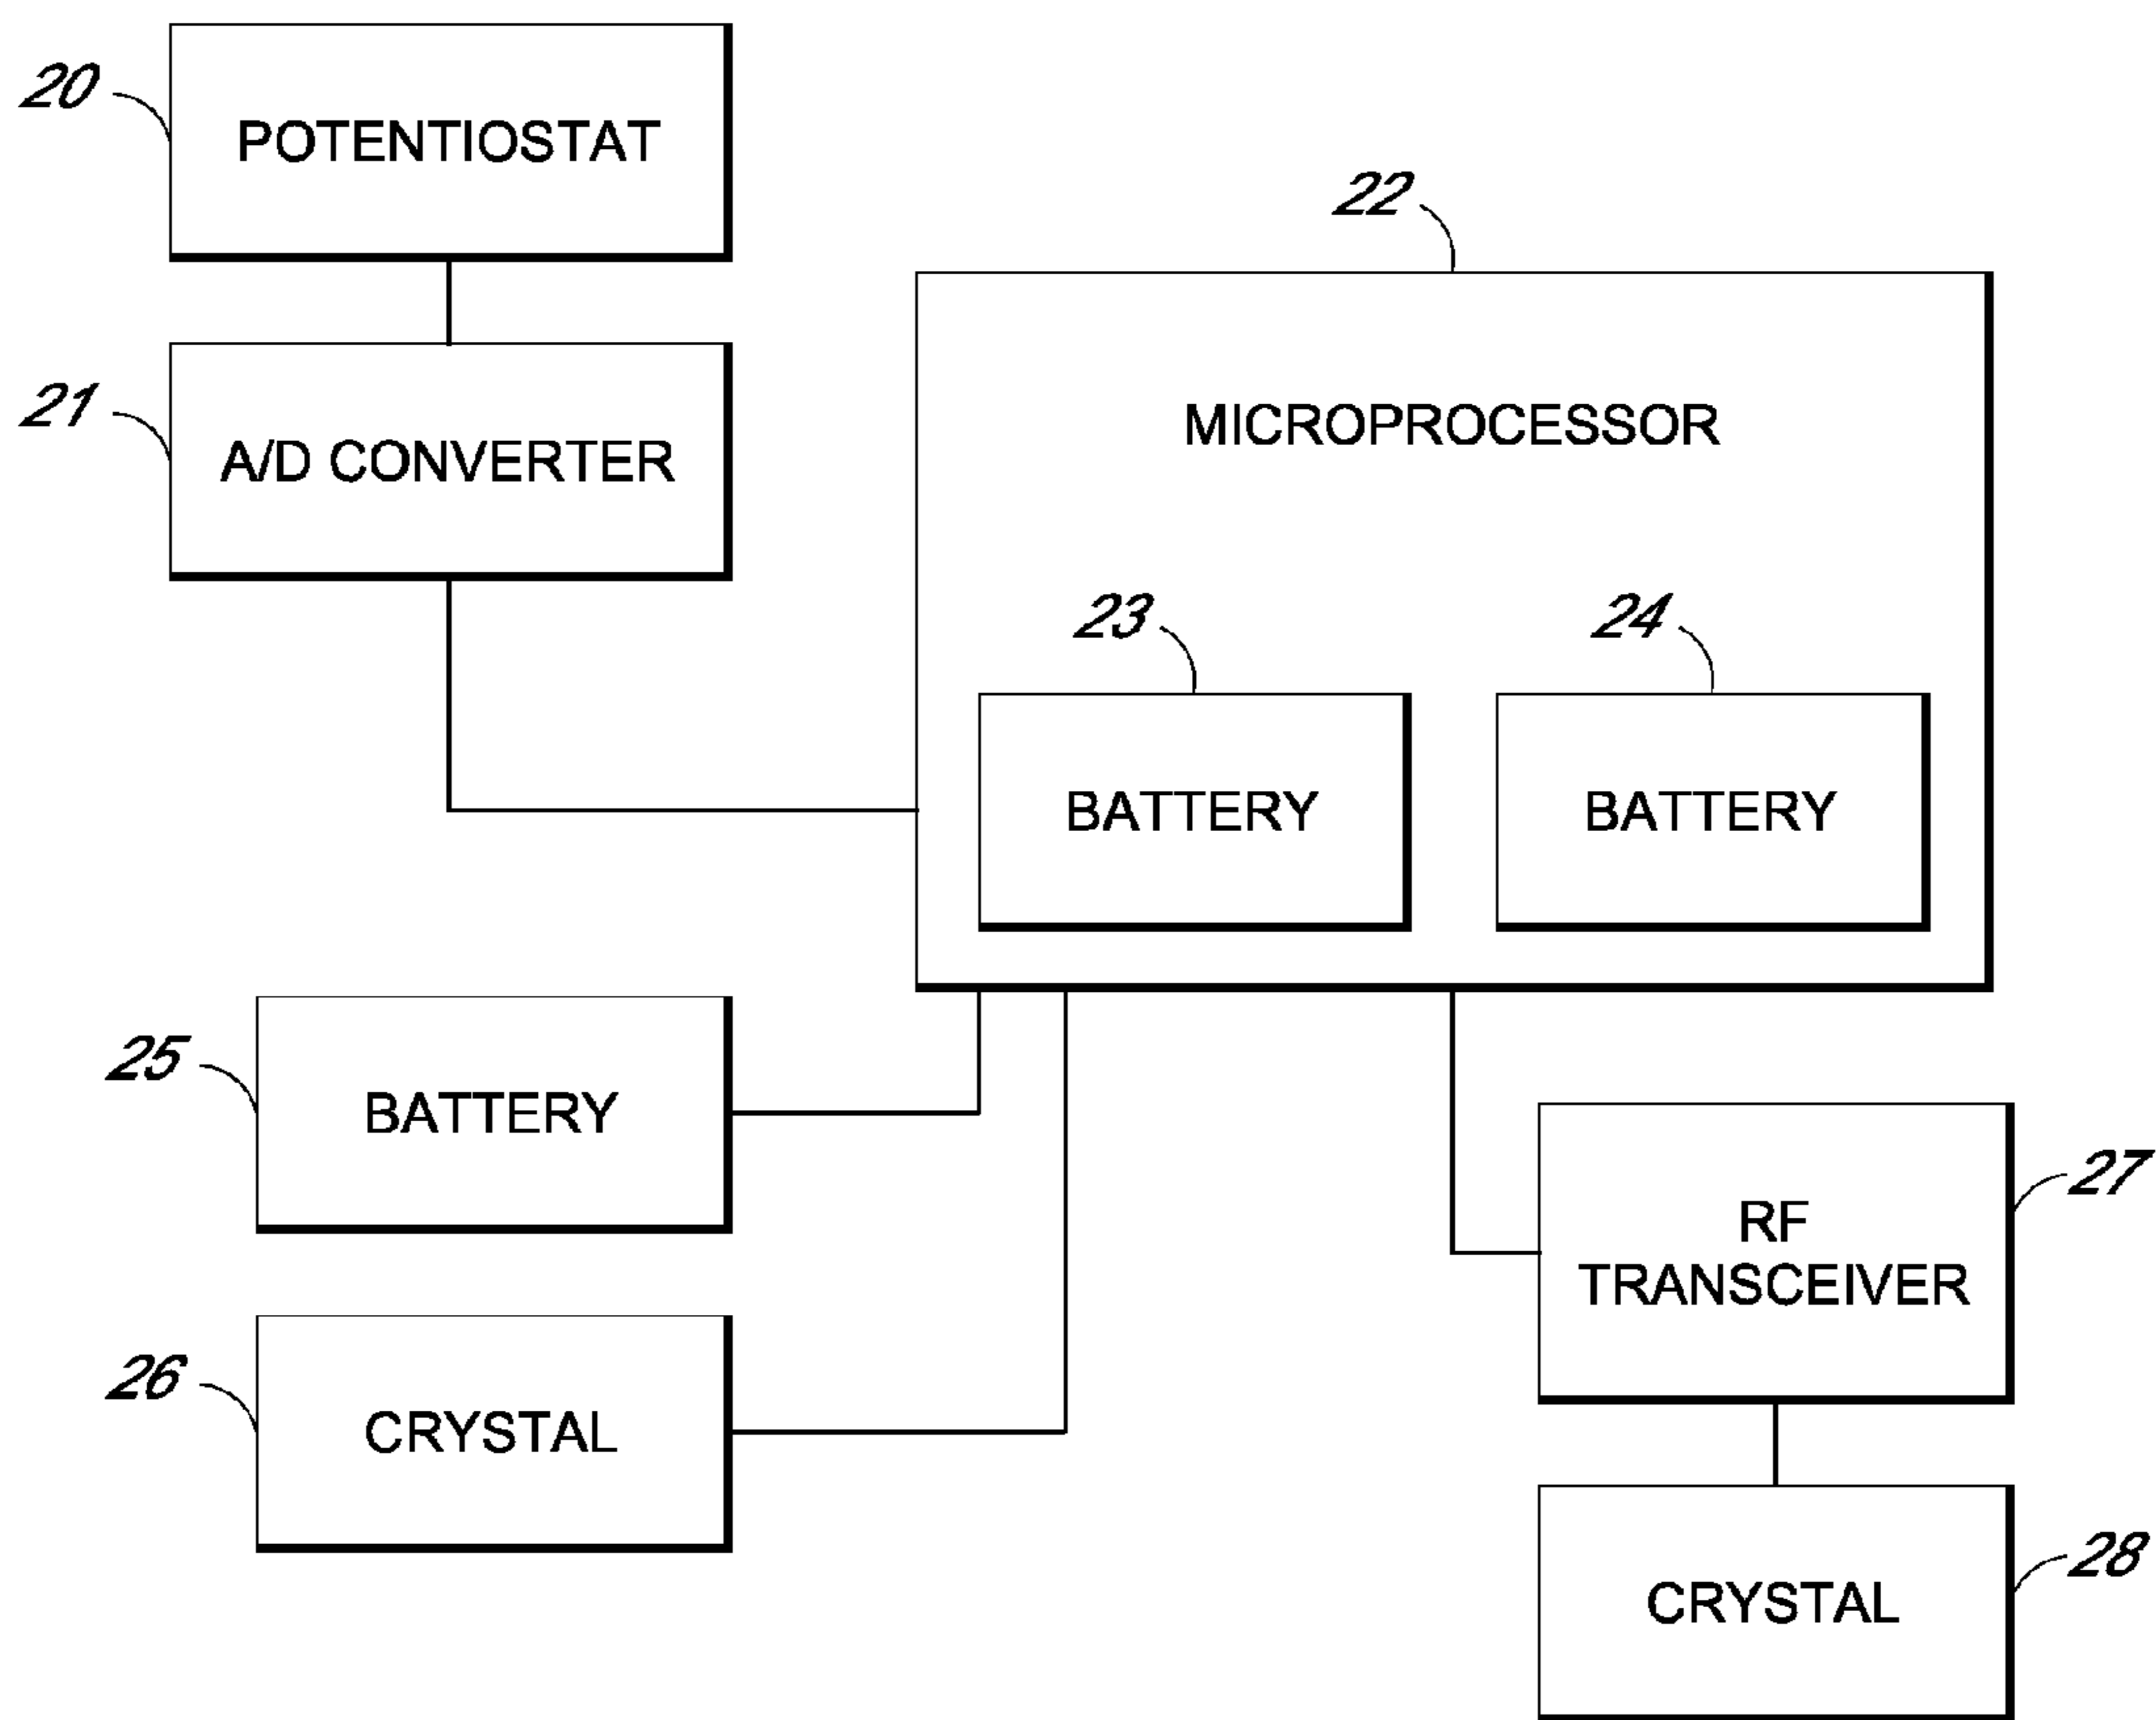 20
POTENTIOSTAT
22
21
A/D CONVERTER
MICROPROCESSOR
23
24
BATTERY
BATTERY
25
BATTERY
27
RF
TRANSCEIVER
26
CRYSTAL
28
CRYSTAL